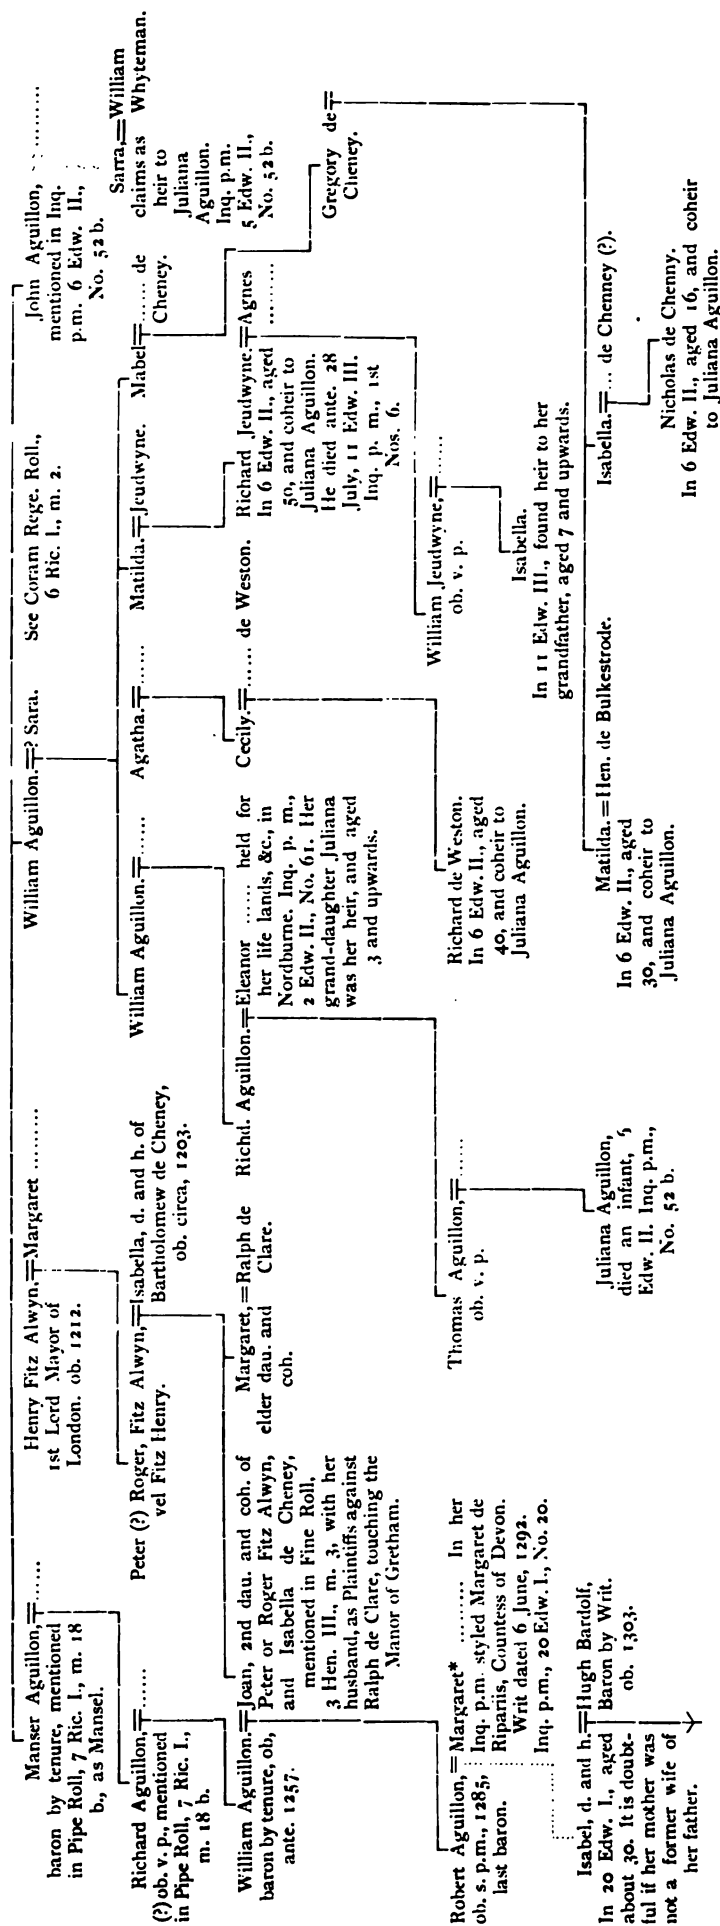 Manser Aguillon,
baron by tenure, mentioned
in Pipe Roll, 7 Ric. I., m. 18
b., as Mansel.
Henry Fitz Alwyn. Margaret .........
1st Lord Mayor of
London. ob. 1212.
William Aguillon. ? Sara.
See Coram Rege. Roll.,
6 Ric. I., m. 2.
John Aguillon,
mentioned in Inq.
p.m. 6 Edw. II.,
No. 52 b.
Richard Aguillon,
(?) ob. v. p., mentioned
in Pipe Roll, 7 Ric. I.,
m. 18 b.
Peter (?) Roger, Fitz Alwyn, Isabella, d. and h. of
vel Fitz Henry. Bartholomew de Cheney,
ob. circa, 1203.
William Aguillon. ......
Agatha. ......
Matilda. Jeudwyne.
Mabel ...... de
Cheney.
Sarra, William
claims as Whyteman.
heir to
Juliana
Aguillon.
Inq. p.m.
5 Edw. II.,
No. 52 b.
William Aguillon. Joan, 2nd dau. and coh. of
baron by tenure, ob, Peter or Roger Fitz Alwyn,
ante. 1257. and Isabella de Cheney,
mentioned in Fine Roll,
3 Hen. III., m. 3, with her
husband, as Plaintiffs against
Ralph de Clare, touching the
Manor of Gretham.
Margaret, Ralph de
elder dau. and Clare.
coh.
Richd. Aguillon. Eleanor ...... held for
her life lands, &c., in
Nordburne. Inq. p. m.,
2 Edw. II., No. 61. Her
grand-daughter Juliana
was her heir, and aged
3 and upwards.
Cecily. ...... de Weston.
Richard Jeudwyne. Agnes
In 6 Edw. II., aged .........
50, and coheir to
Juliana Aguillon.
He died ante. 28
July, 11 Edw. III.
Inq. p. m., 1st
Nos. 6.
Gregory de
Cheney.
Robert Aguillon, Margaret* ......... In her
ob. s. p.m., 1285, Inq. p.m. styled Margaret de
last baron. Ripariis, Countess of Devon.
Writ dated 6 June, 1292.
Inq. p.m., 20 Edw. I., No. 20.
Thomas Aguillon, ......
ob. v. p.
Richard de Weston.
In 6 Edw. II., aged
40, and coheir to
Juliana Aguillon.
William Jeudwyne, ......
ob. v. p.
Isabella.
In 11 Edw. III., found heir to her
grandfather, aged 7 and upwards.
Isabel, d. and h. Hugh Bardolf,
In 20 Edw. I., aged Baron by Writ.
about 30. It is doubt- ob. 1303.
ful if her mother was
not a former wife of
her father.
Juliana Aguillon,
died an infant, 5
Edw. II. Inq. p.m.,
No. 52 b.
Matilda. Hen. de Bulkestrode.
In 6 Edw. II., aged
30, and coheir to
Juliana Aguillon.
Isabella. ... de Chenney (?).
Nicholas de Chenny.
In 6 Edw. II., aged 16, and coheir
to Juliana Aguillon.